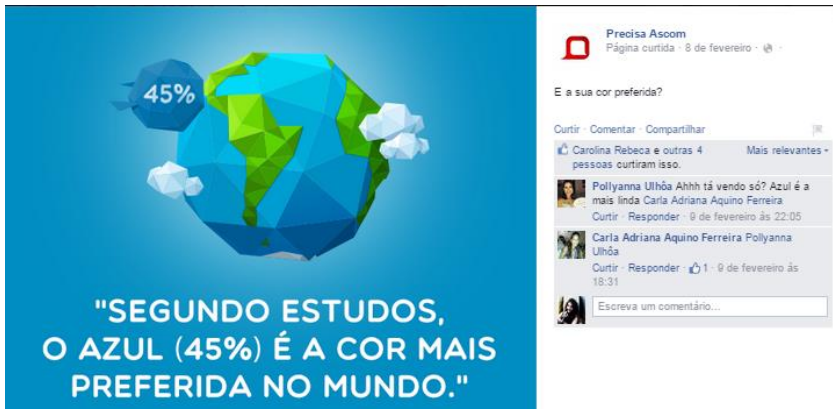 45%
"SEGUNDO ESTUDOS,
O AZUL (45%) É A COR MAIS
PREFERIDA NO MUNDO."
Precisa Ascom
Página curtida · 8 de fevereiro ·
E a sua cor preferida?
Curtir · Comentar · Compartilhar
Carolina Rebeca e outras 4
pessoas curtiram isso.
Mais relevantes
Pollyanna Ulhôa Ahhh tá vendo só? Azul é a
mais linda Carla Adriana Aquino Ferreira
Curtir · Responder · 9 de fevereiro às 22:05
Carla Adriana Aquino Ferreira Pollyanna
Ulhôa
Curtir · Responder · 1 · 9 de fevereiro às
18:31
Escreva um comentário...